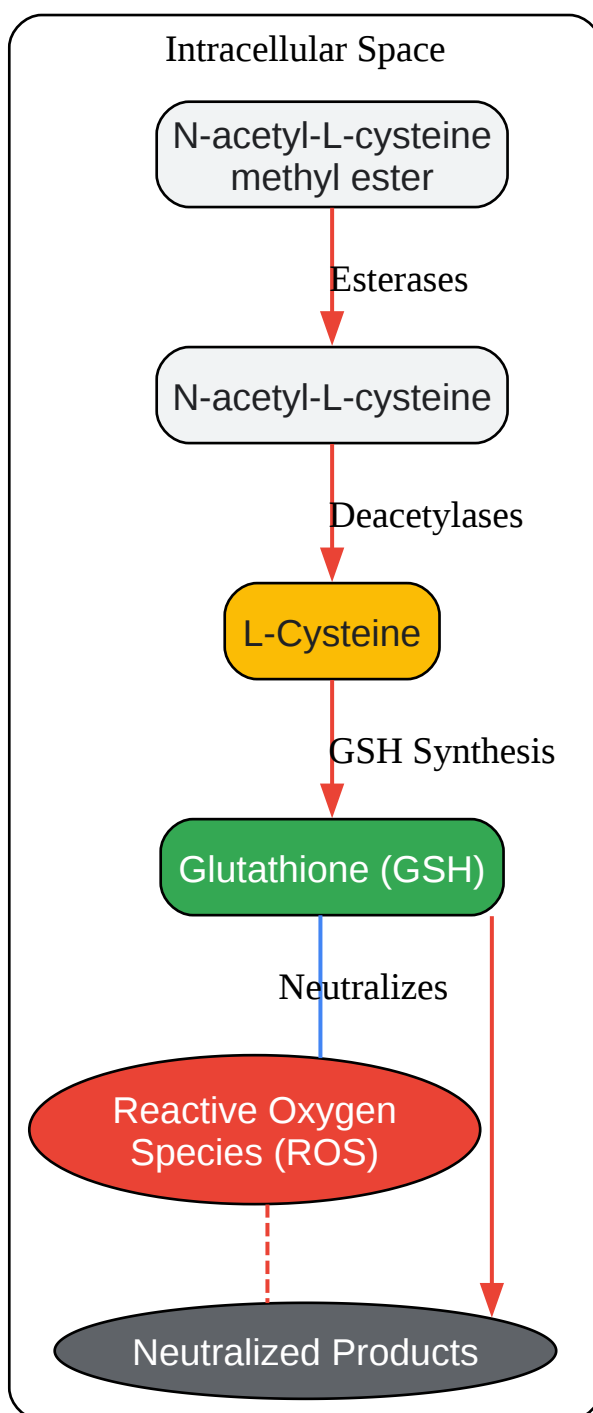 Intracellular Space
N-acetyl-L-cysteine
methyl ester
Esterases
N-acetyl-L-cysteine
Deacetylases
L-Cysteine
GSH Synthesis
Glutathione (GSH)
Neutralizes
Reactive Oxygen
Species (ROS)
Neutralized Products